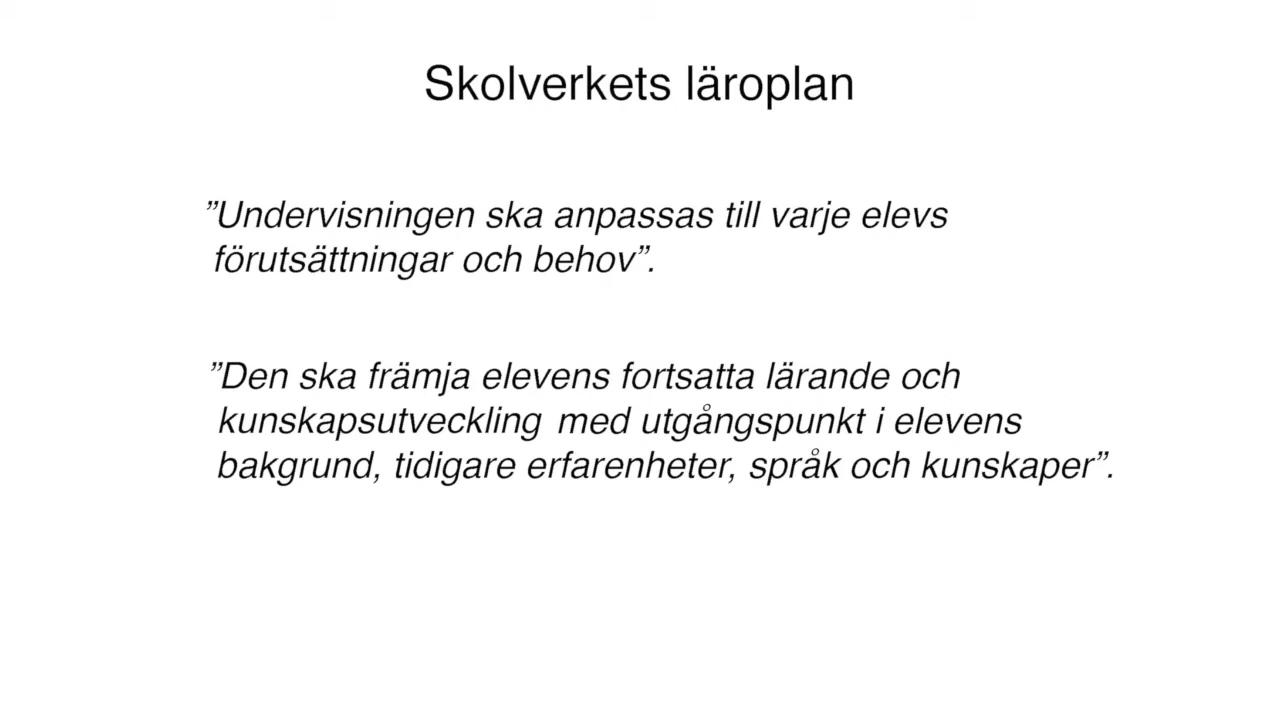 Skolverkets läroplan
”Undervisningen ska anpassas till varje elevs
förutsättningar och behov”.
”Den ska främja elevens fortsatta lärande och
kunskapsutveckling med utgångspunkt i elevens
bakgrund, tidigare erfarenheter, språk och kunskaper”.